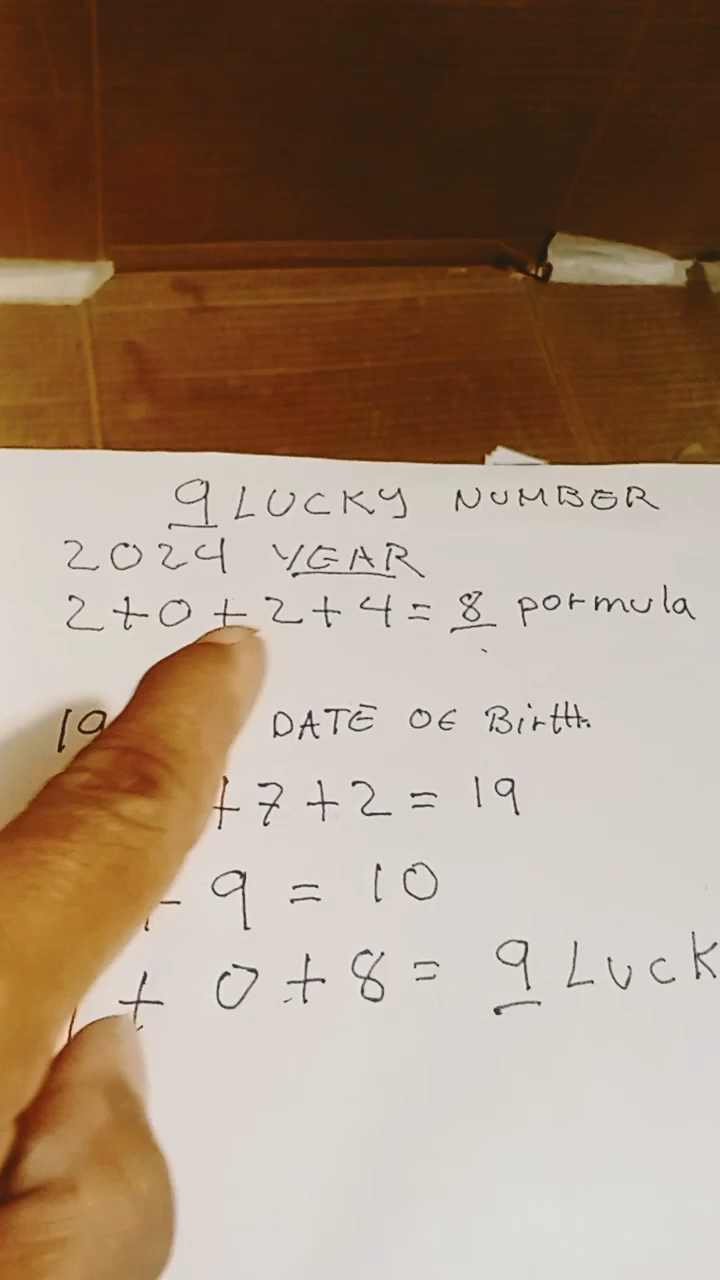 9 LUCKY NUMBER
2024 YEAR
2+0+2+4=8 pormula
19 DATE OF Birth
+7+2=19
+9=10
+0+8=9 LUCK